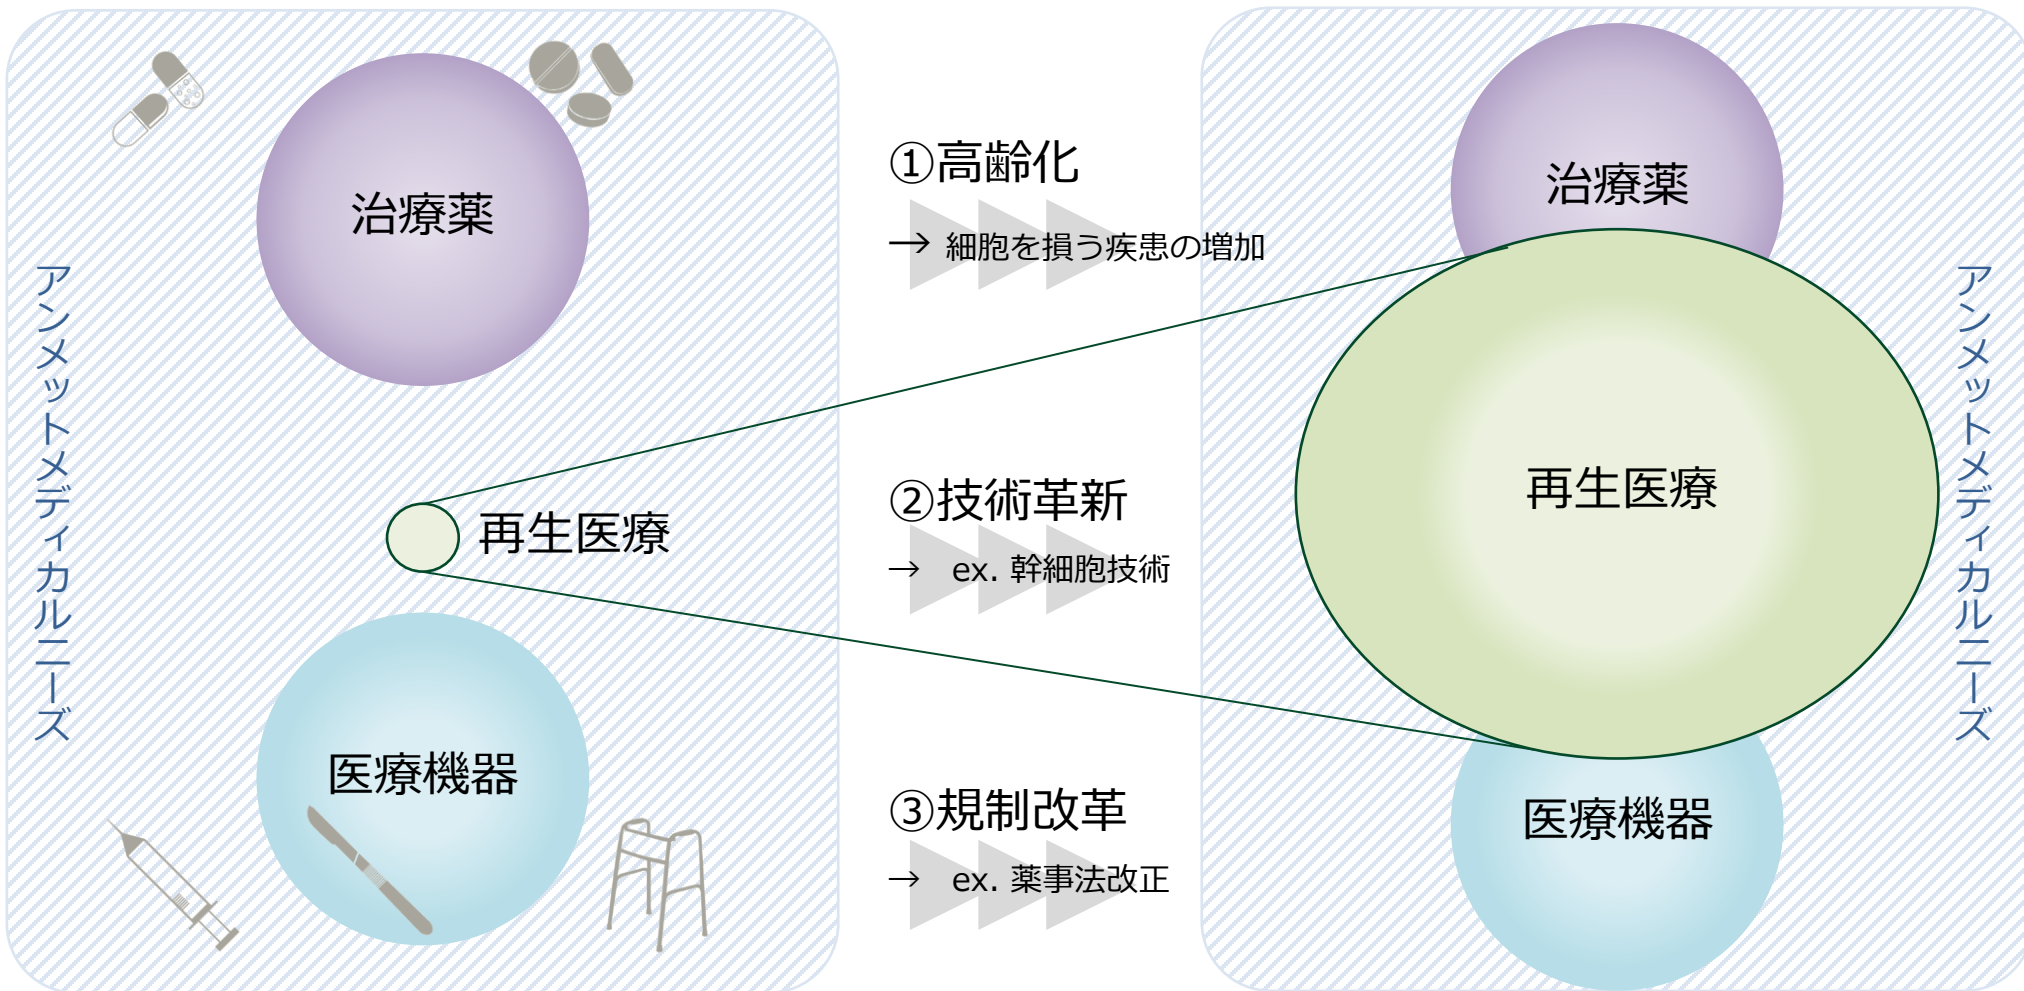 アンメットメディカルニーズ
治療薬
再生医療
医療機器
①高齢化
→ 細胞を損う疾患の増加
②技術革新
→ ex. 幹細胞技術
③規制改革
→ ex. 薬事法改正
治療薬
再生医療
医療機器
アンメットメディカルニーズ